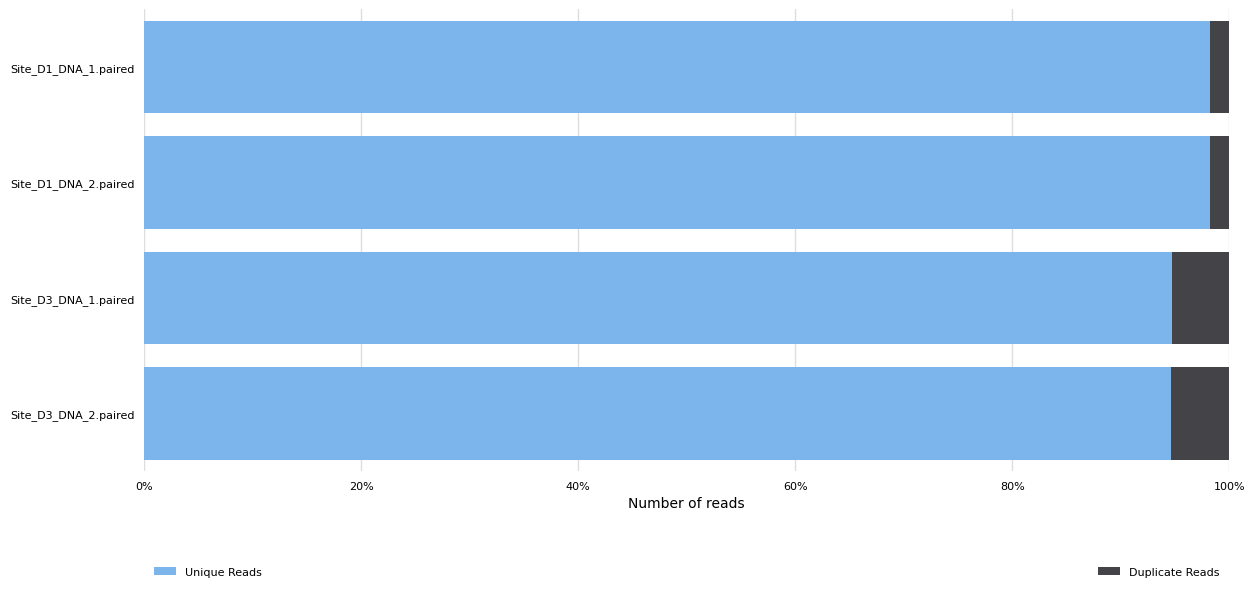 Site_D1_DNA_1.paired
Site_D1_DNA_2.paired
Site_D3_DNA_1.paired
Site_D3_DNA_2.paired
0% 20% 40% 60% 80% 100%
Number of reads
Unique Reads Duplicate Reads